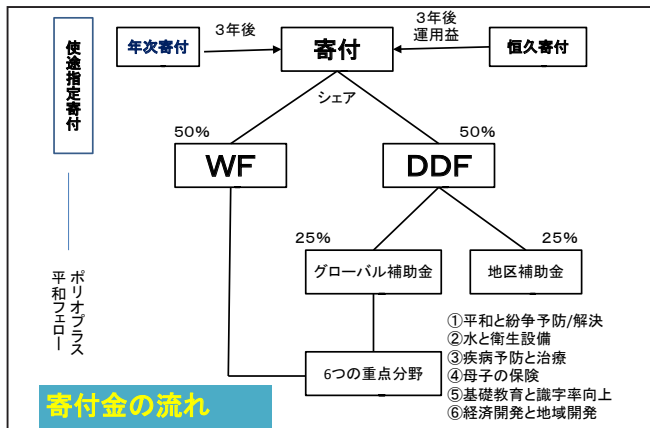 使途指定寄付
ポリオプラス
平和フェロー
年次寄付
3年後
寄付
3年後
運用益
恒久寄付
シェア
50%
50%
WF
DDF
25%
25%
グローバル補助金
地区補助金
6つの重点分野
①平和と紛争予防/解決
②水と衛生設備
③疾病予防と治療
④母子の保険
⑤基礎教育と識字率向上
⑥経済開発と地域開発
寄付金の流れ